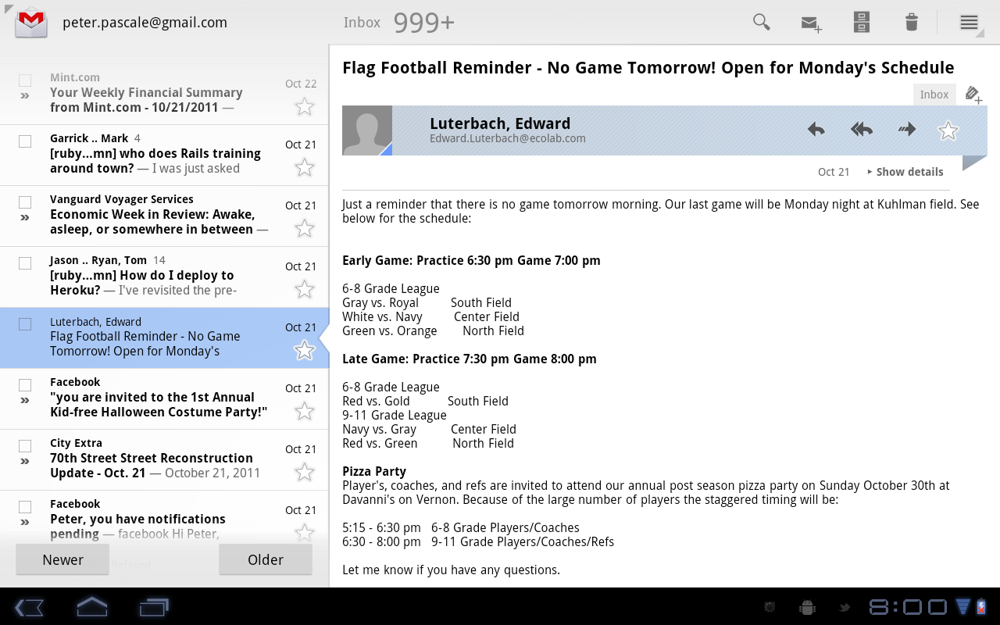 peter.pascale@gmail.com
Inbox 999+
Mint.com
Oct 22
Your Weekly Financial Summary
from Mint.com - 10/21/2011 —
Garrick .. Mark 4
Oct 21
[ruby...mn] who does Rails training
around town? — I was just asked
Vanguard Voyager Services
Oct 21
Economic Week in Review: Awake,
asleep, or somewhere in between —
Jason .. Ryan, Tom 14
Oct 21
[ruby...mn] How do I deploy to
Heroku? — I've revisited the pre-
Luterbach, Edward
Oct 21
Flag Football Reminder - No Game
Tomorrow! Open for Monday's
Facebook
Oct 21
"you are invited to the 1st Annual
Kid-free Halloween Costume Party!"
City Extra
Oct 21
70th Street Street Reconstruction
Update - Oct. 21 — October 21, 2011
Facebook
Oct 21
Peter, you have notifications
pending — facebook Hi Peter,
Related
Newer
Older
Flag Football Reminder - No Game Tomorrow! Open for Monday's Schedule
Inbox
Luterbach, Edward
Edward.Luterbach@ecolab.com
Oct 21
Show details
Just a reminder that there is no game tomorrow morning. Our last game will be Monday night at Kuhlman field. See
below for the schedule:
Early Game: Practice 6:30 pm Game 7:00 pm
6-8 Grade League
Gray vs. Royal South Field
White vs. Navy Center Field
Green vs. Orange North Field
Late Game: Practice 7:30 pm Game 8:00 pm
6-8 Grade League
Red vs. Gold South Field
9-11 Grade League
Navy vs. Gray Center Field
Red vs. Green North Field
Pizza Party
Player's, coaches, and refs are invited to attend our annual post season pizza party on Sunday October 30th at
Davanni's on Vernon. Because of the large number of players the staggered timing will be:
5:15 - 6:30 pm 6-8 Grade Players/Coaches
6:30 - 8:00 pm 9-11 Grade Players/Coaches/Refs
Let me know if you have any questions.
8:00